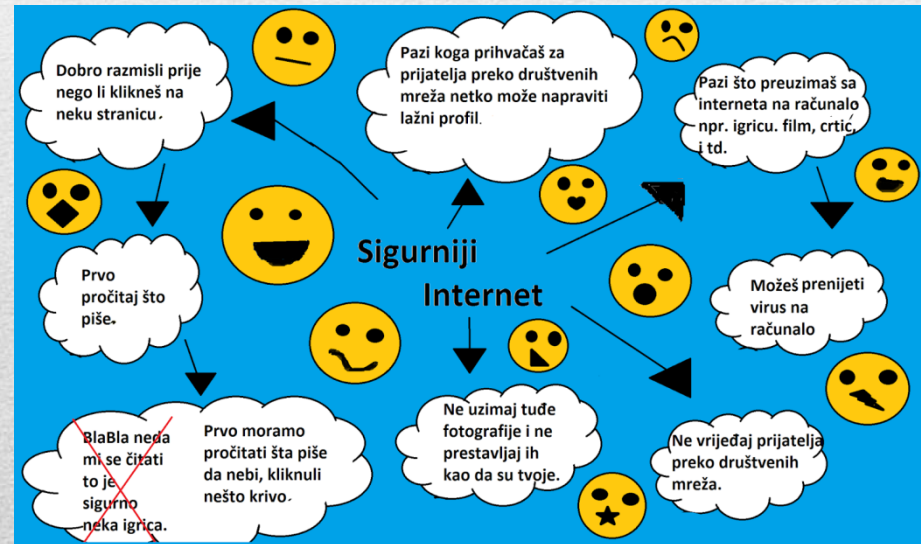 Dobro razmisli prije
nego li klikneš na
neku stranicu.
Pazi koga prihvačaš za
prijatelja preko društvenih
mreža netko može napraviti
lažni profil.
Pazi što preuzimaš sa
interneta na računalo
npr. igricu. film, crtić,
i td.
Sigurniji
Internet
Prvo
pročitaj što
piše.
Možeš prenijeti
virus na
računalo
BlaBla neda
mi se čitati
to je
sigurno
neka igrica.
Prvo moramo
pročitati šta piše
da nebi, kliknuli
nešto krivo.
Ne uzimaj tuđe
fotografije i ne
prestavljaj ih
kao da su tvoje.
Ne vrijeđaj prijatelja
preko društvenih
mreža.